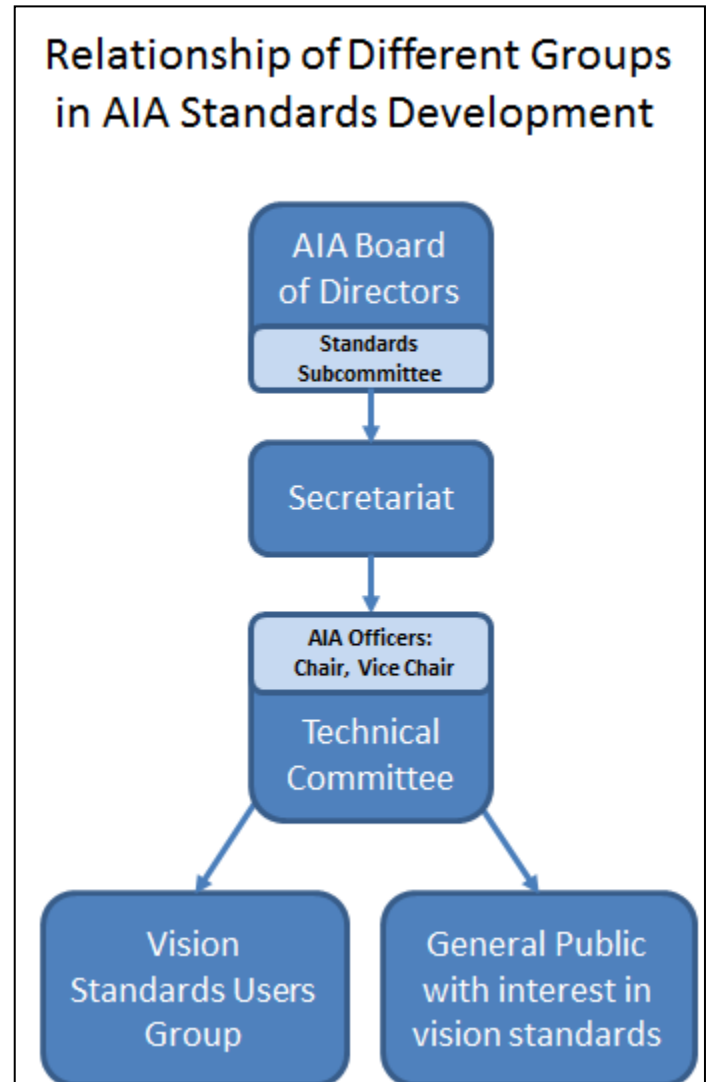 Relationship of Different Groups
in AIA Standards Development
AIA Board
of Directors
Standards
Subcommittee
Secretariat
AIA Officers:
Chair, Vice Chair
Technical
Committee
Vision
Standards Users
Group
General Public
with interest in
vision standards